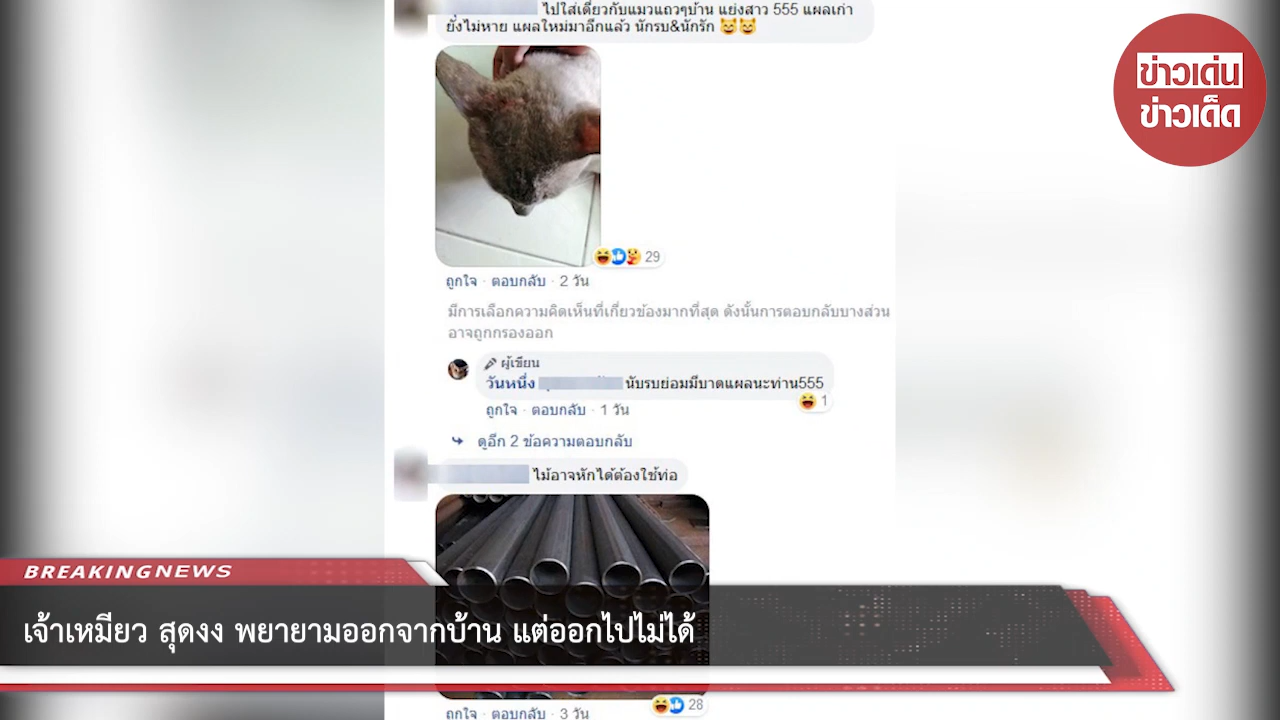 ไปใส่เดี่ยวกับแมวแถวๆบ้าน แย่งสาว 555 แผลเก่า
ยังไม่หาย แผลใหม่มาอีกแล้ว นักรบ&นักรัก 😸😸
ข่าวเด่น
ข่าวเด็ด
29
ถูกใจ · ตอบกลับ · 2 วัน
มีการเลือกความคิดเห็นที่เกี่ยวข้องมากที่สุด ดังนั้นการตอบกลับบางส่วน
อาจถูกกรองออก
ผู้เขียน
วันหนึ่ง นับรบย่อมมีบาดแผลนะท่าน555
1
ถูกใจ · ตอบกลับ · 1 วัน
ดูอีก 2 ข้อความตอบกลับ
ไม้อาจหักได้ต้องใช้ท่อ
BREAKINGNEWS
เจ้าเหมียว สุดงง พยายามออกจากบ้าน แต่ออกไปไม่ได้
28
ถูกใจ · ตอบกลับ · 3 วัน